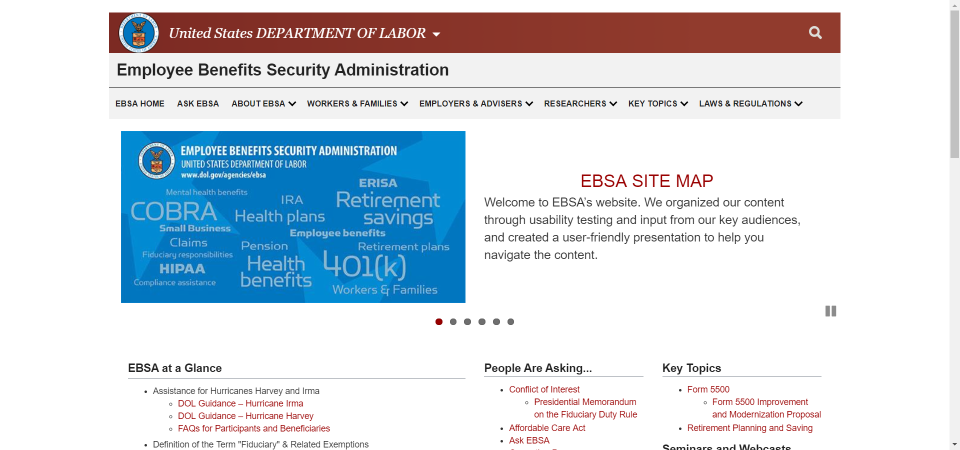 United States DEPARTMENT OF LABOR
Employee Benefits Security Administration
EBSA HOME ASK EBSA ABOUT EBSA WORKERS & FAMILIES EMPLOYERS & ADVISERS RESEARCHERS KEY TOPICS LAWS & REGULATIONS
EMPLOYEE BENEFITS SECURITY ADMINISTRATION
UNITED STATES DEPARTMENT OF LABOR
www.dol.gov/agencies/ebsa
Mental health benefits
IRA
ERISA
COBRA
Health plans
Retirement savings
Small Business
Employee benefits
Claims
Pension
Retirement plans
Fiduciary responsibilities
HIPAA
Health benefits
401(k)
Compliance assistance
Workers & Families
EBSA SITE MAP
Welcome to EBSA's website. We organized our content
through usability testing and input from our key audiences,
and created a user-friendly presentation to help you
navigate the content.
EBSA at a Glance
Assistance for Hurricanes Harvey and Irma
DOL Guidance – Hurricane Irma
DOL Guidance – Hurricane Harvey
FAQs for Participants and Beneficiaries
Definition of the Term "Fiduciary" & Related Exemptions
People Are Asking...
Conflict of Interest
Presidential Memorandum
on the Fiduciary Duty Rule
Affordable Care Act
Ask EBSA
Key Topics
Form 5500
Form 5500 Improvement
and Modernization Proposal
Retirement Planning and Saving
Seminars and Webcasts